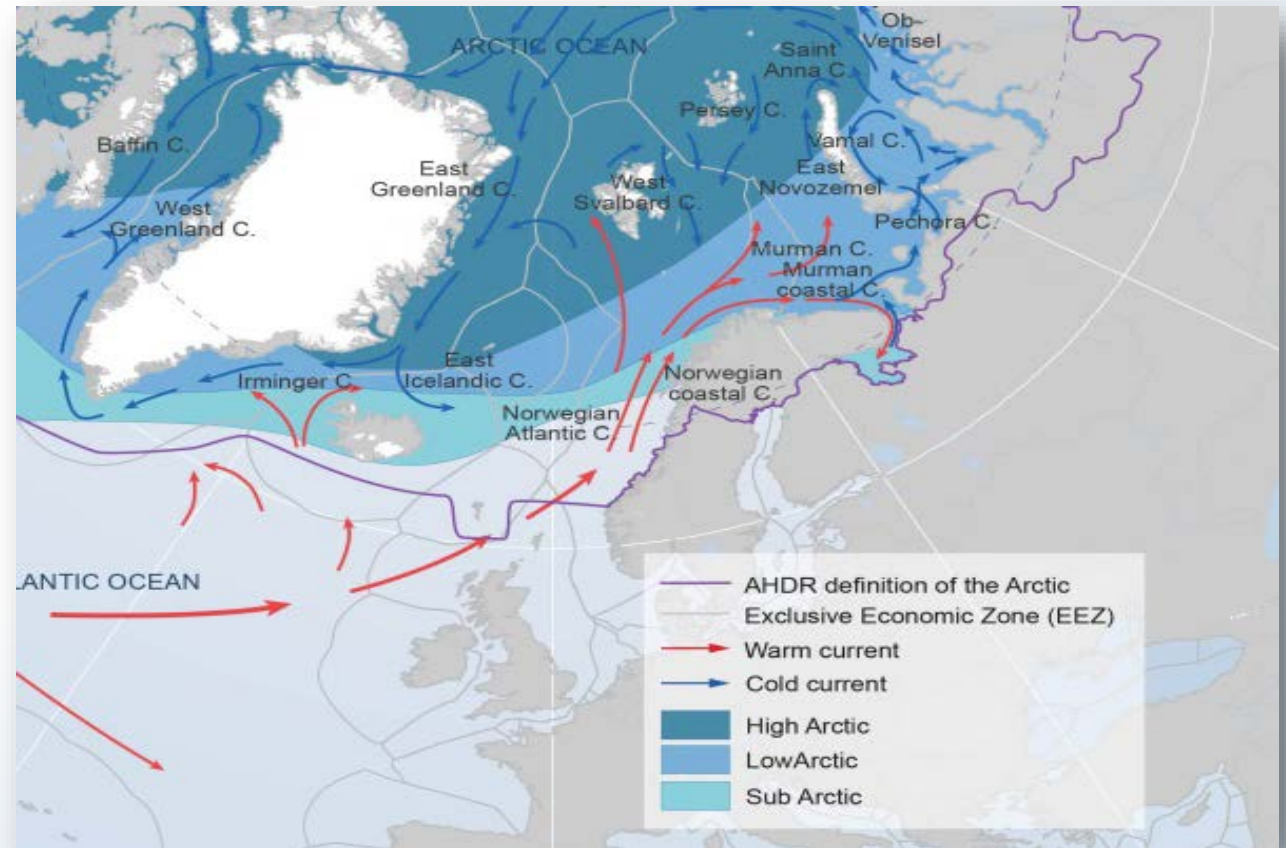 ARCTIC OCEAN
Ob-
Venisel
Saint
Anna C.
Persey C.
Baffin C.
Vamal C.
East
Greenland C.
West
Svalbard C.
East
Novozemel
West
Greenland C.
Pechora C.
Murman C.
Murman
coastal C.
Irminger C.
East
Icelandic C.
Norwegian
coastal C.
Norwegian
Atlantic C.
LANTIC OCEAN
AHDR definition of the Arctic
Exclusive Economic Zone (EEZ)
Warm current
Cold current
High Arctic
LowArctic
Sub Arctic